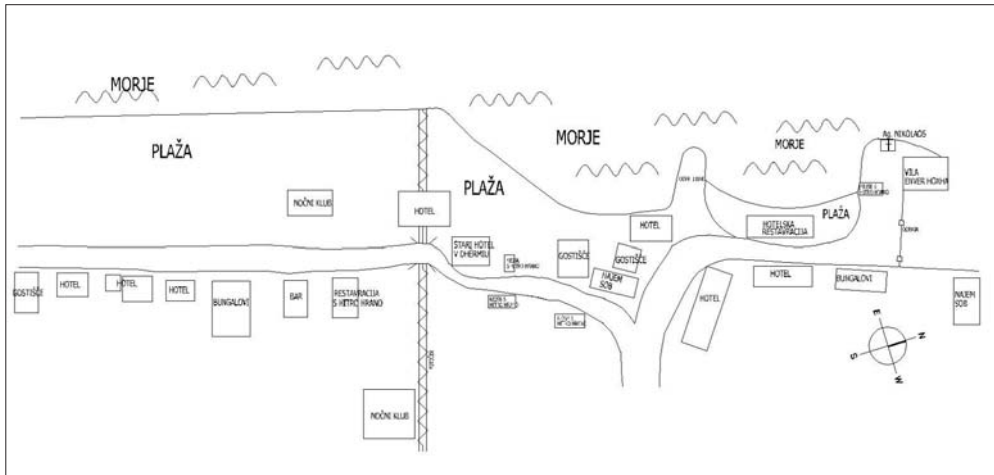 MORJE
MORJE
MORJE
Ag. NIKOLAOS
PLAŽA
VILA
ENVER HOXHA
PLAŽA
NOČNI KLUB
HOTEL
HOTEL
HOTELSKA
RESTAVRACIJA
PLAŽA
STARI HOTEL
V DHERMIJU
GOSTIŠČE
GOSTIŠČE
NAJEM
SOB
GOSTIŠČE
HOTEL
HOTEL
HOTEL
BUNGALOVI
BAR
RESTAVRACIJA
S HITRO HRANO
HOTEL
HOTEL
BUNGALOVI
NAJEM
SOB
E
N
S
W
NOČNI KLUB